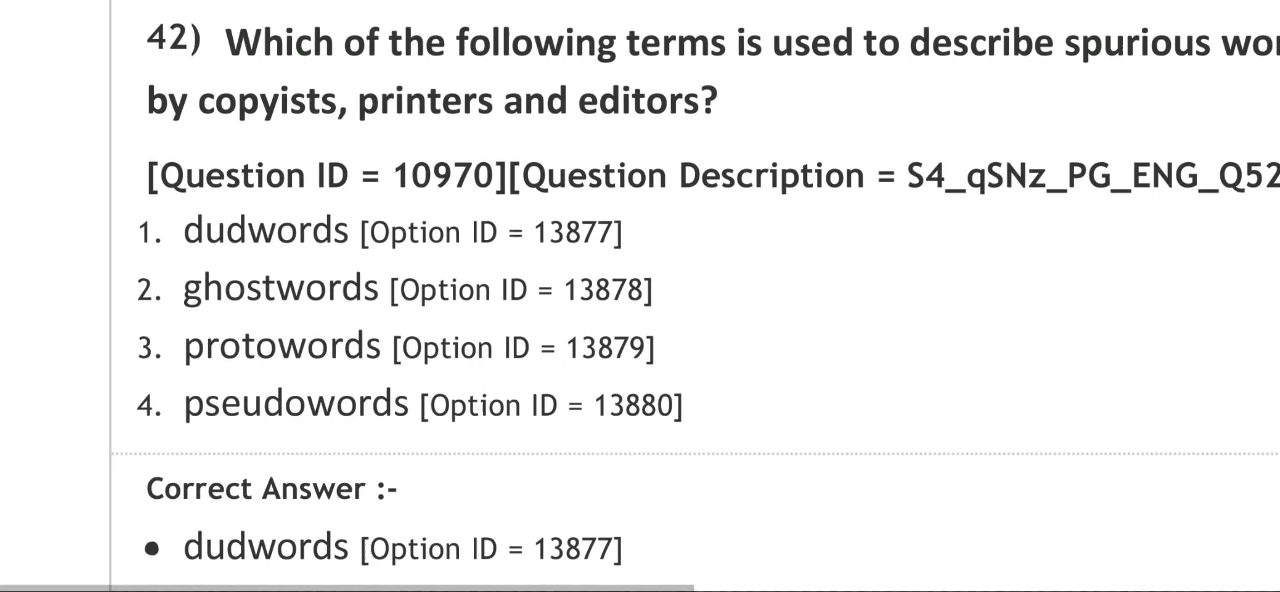 42) Which of the following terms is used to describe spurious
by copyists, printers and editors?
[Question ID = 10970][Question Description = S4_qSNz_PG_ENG_Q52
1. dudwords [Option ID = 13877]
2. ghostwords [Option ID = 13878]
3. protowords [Option ID = 13879]
4. pseudowords [Option ID = 13880]
Correct Answer :-
• dudwords [Option ID = 13877]